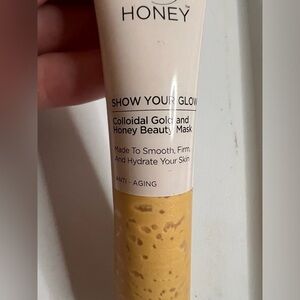 HONEY
SHOW YOUR GLOW
Colloidal Gold and
Honey Beauty Mask
Made To Smooth, Firm,
And Hydrate Your Skin
ANTI - AGING